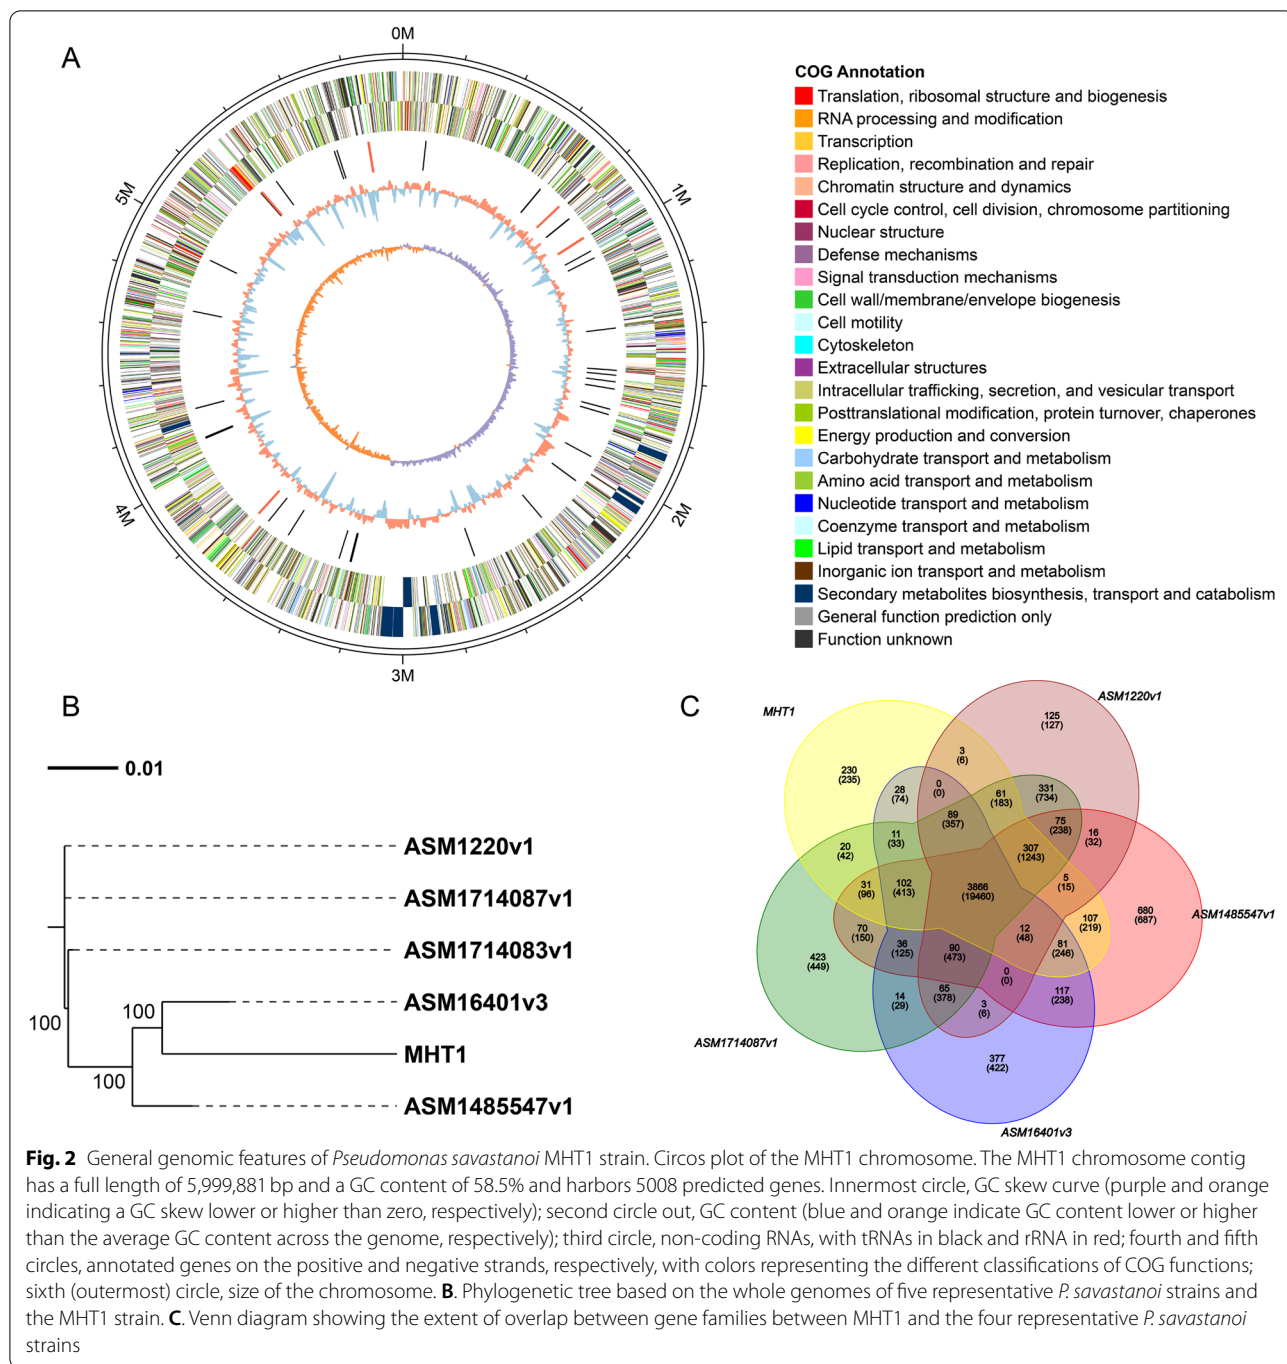 A
0M
1M
2M
3M
4M
5M
COG Annotation
Translation, ribosomal structure and biogenesis
RNA processing and modification
Transcription
Replication, recombination and repair
Chromatin structure and dynamics
Cell cycle control, cell division, chromosome partitioning
Nuclear structure
Defense mechanisms
Signal transduction mechanisms
Cell wall/membrane/envelope biogenesis
Cell motility
Cytoskeleton
Extracellular structures
Intracellular trafficking, secretion, and vesicular transport
Posttranslational modification, protein turnover, chaperones
Energy production and conversion
Carbohydrate transport and metabolism
Amino acid transport and metabolism
Nucleotide transport and metabolism
Coenzyme transport and metabolism
Lipid transport and metabolism
Inorganic ion transport and metabolism
Secondary metabolites biosynthesis, transport and catabolism
General function prediction only
Function unknown
B
0.01
ASM1220v1
ASM1714087v1
ASM1714083v1
100
ASM16401v3
100
MHT1
100
ASM1485547v1
C
MHT1
ASM1220v1
125
(127)
3
(6)
230
(235)
28
(74)
0
(0)
61
(183)
331
(734)
89
(357)
75
(238)
16
(32)
11
(33)
20
(42)
307
(1243)
31
(96)
102
(413)
3866
(19460)
5
(15)
107
(219)
680
(687)
ASM1485547v1
70
(150)
36
(125)
90
(473)
12
(48)
81
(246)
423
(449)
0
(0)
14
(29)
65
(378)
3
(6)
117
(238)
ASM1714087v1
377
(422)
ASM16401v3
Fig. 2 General genomic features of Pseudomonas savastanoi MHT1 strain. Circos plot of the MHT1 chromosome. The MHT1 chromosome contig
has a full length of 5,999,881 bp and a GC content of 58.5% and harbors 5008 predicted genes. Innermost circle, GC skew curve (purple and orange
indicating a GC skew lower or higher than zero, respectively); second circle out, GC content (blue and orange indicate GC content lower or higher
than the average GC content across the genome, respectively); third circle, non-coding RNAs, with tRNAs in black and rRNA in red; fourth and fifth
circles, annotated genes on the positive and negative strands, respectively, with colors representing the different classifications of COG functions;
sixth (outermost) circle, size of the chromosome. B. Phylogenetic tree based on the whole genomes of five representative P. savastanoi strains and
the MHT1 strain. C. Venn diagram showing the extent of overlap between gene families between MHT1 and the four representative P. savastanoi
strains